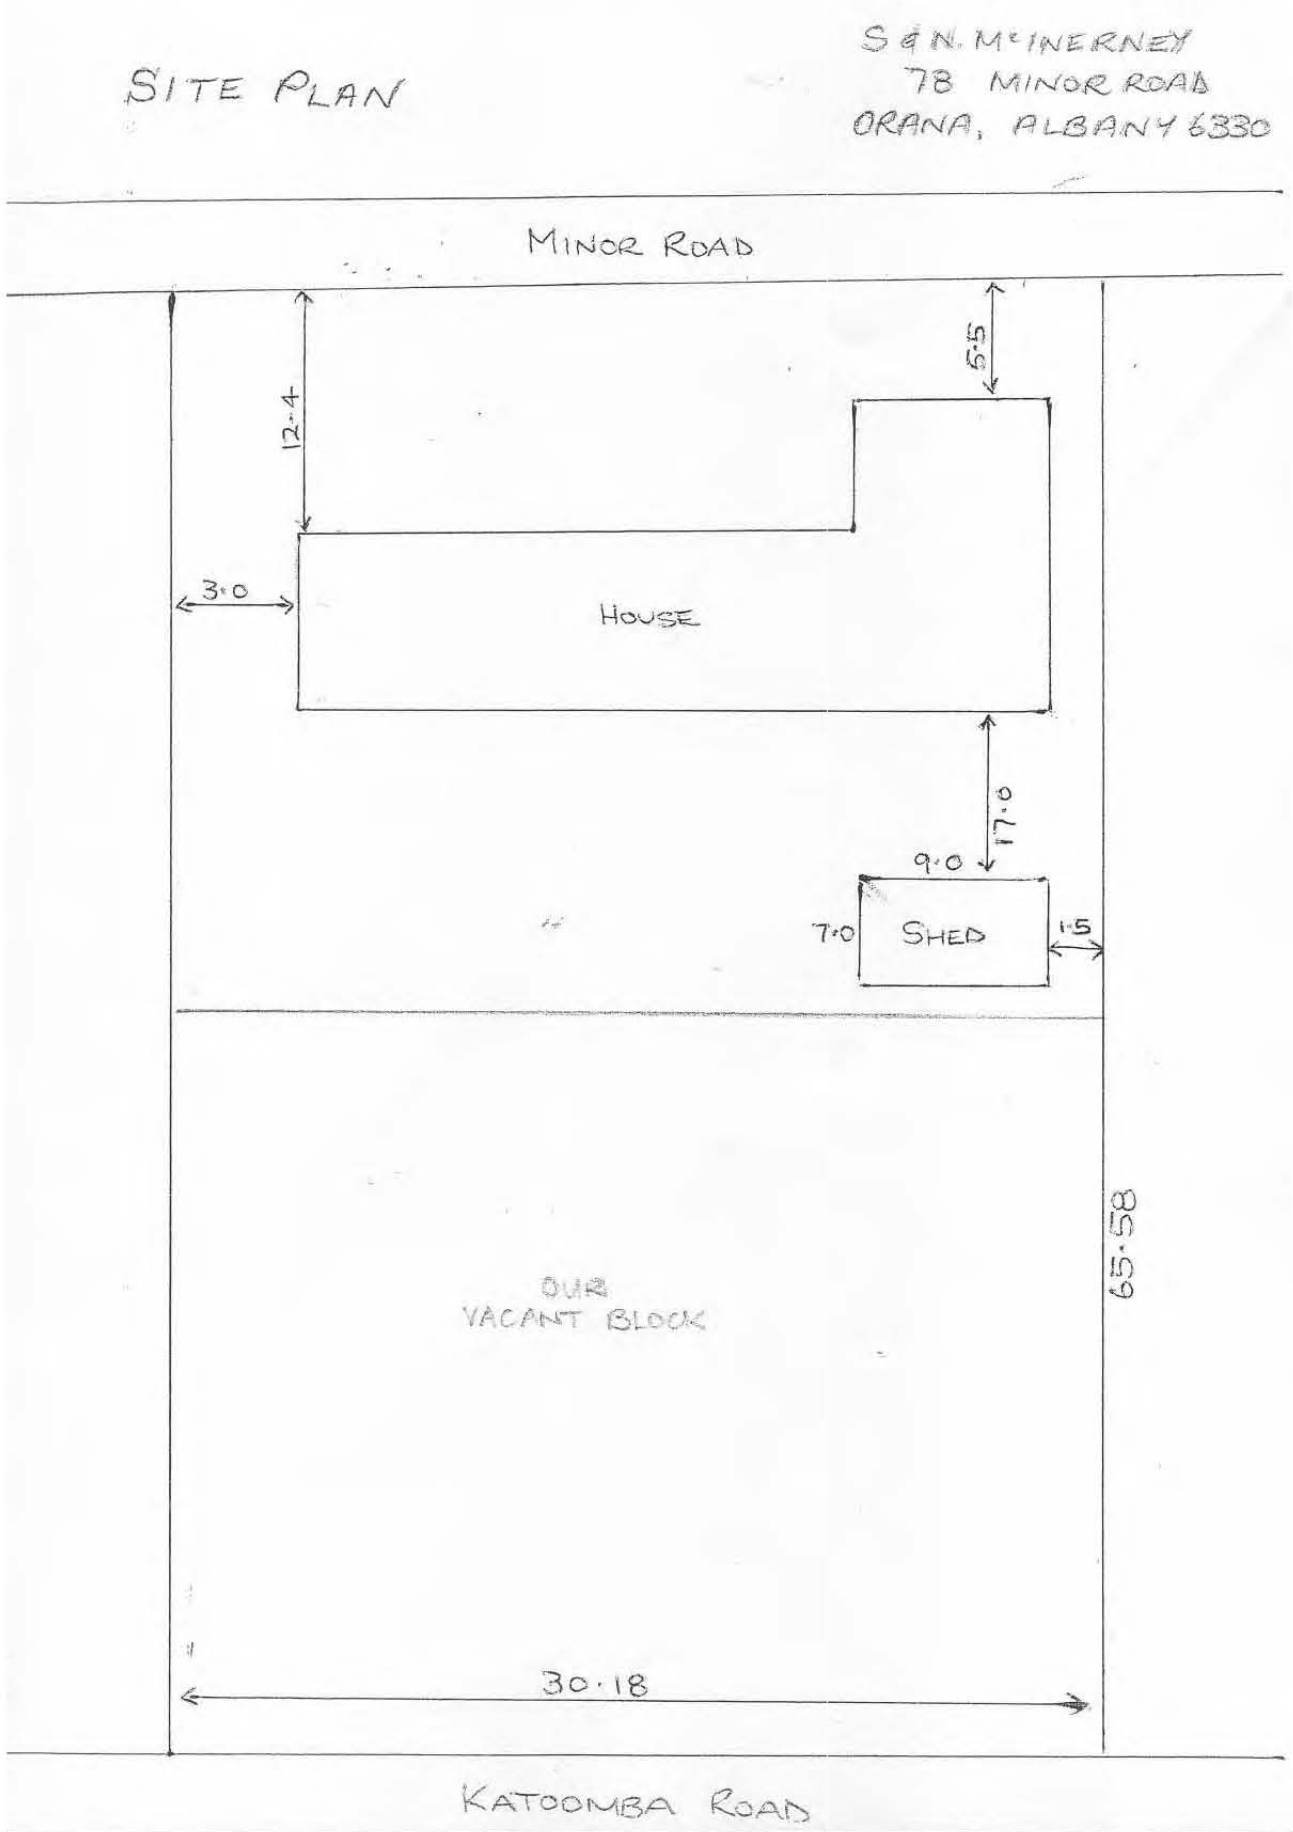 SITE PLAN
S & N. McINERNEY
78 MINOR ROAD
ORANA, ALBANY 6330
MINOR ROAD
12.4
5.5
3.0
HOUSE
17.0
9.0
7.0
SHED
1.5
65.58
OUR
VACANT BLOCK
30.18
KATOOMBA ROAD